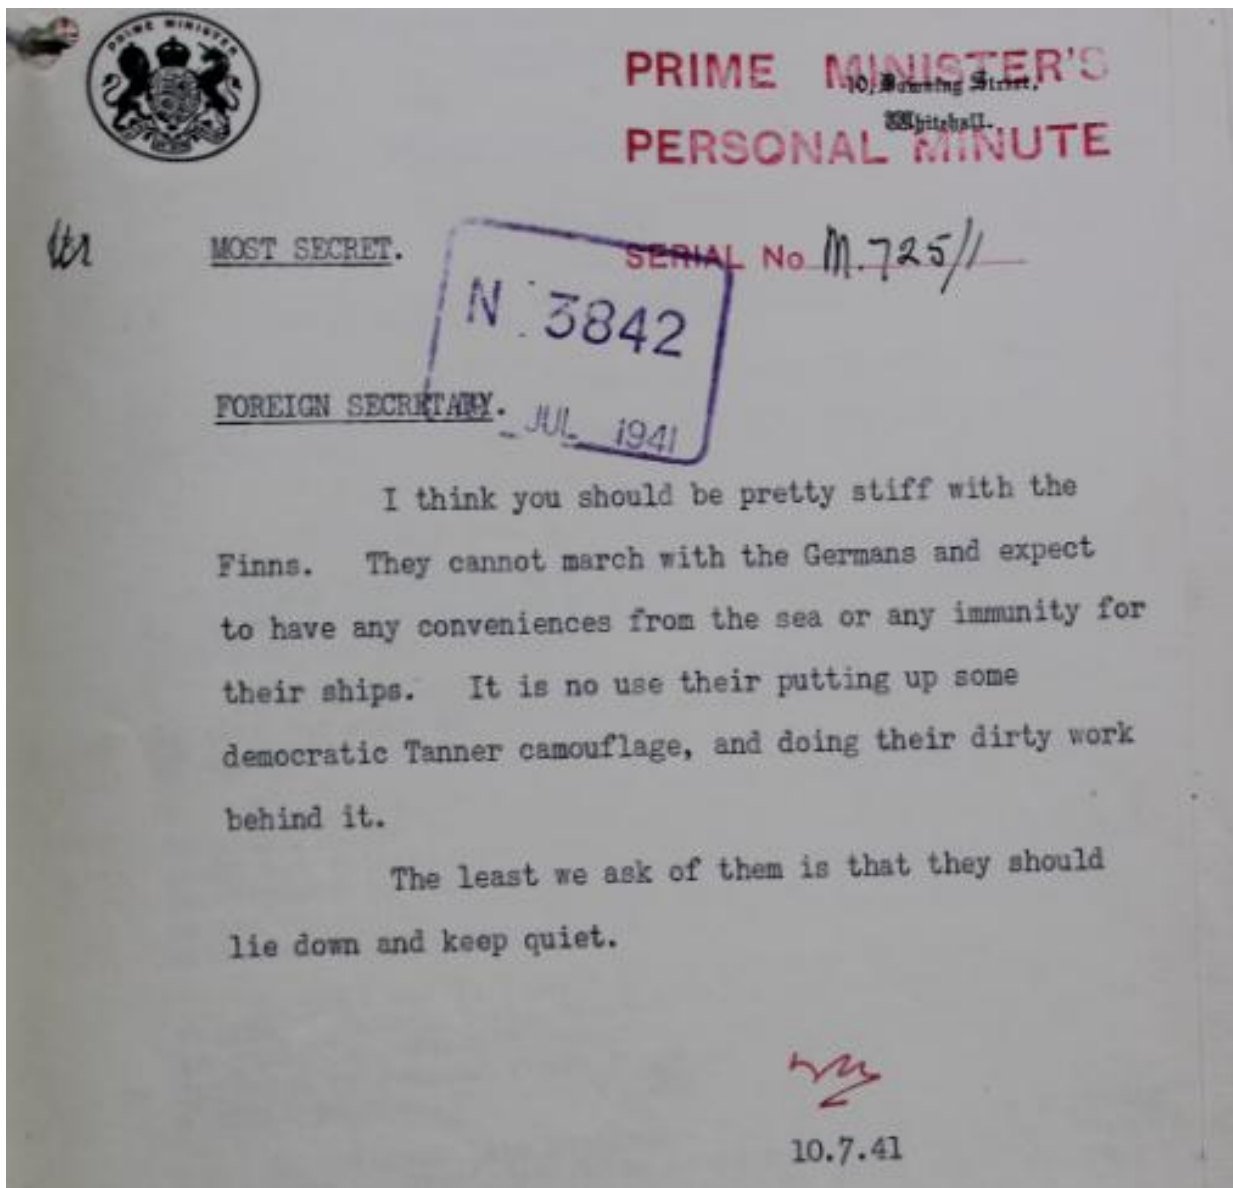 PRIME MINISTER
PRIME MINISTER'S
10, Downing Street,
Whitehall.
PERSONAL MINUTE
MOST SECRET.
SERIAL No M.725/1
N 3842
FOREIGN SECRETARY.
JUL 1941
I think you should be pretty stiff with the
Finns. They cannot march with the Germans and expect
to have any conveniences from the sea or any immunity for
their ships. It is no use their putting up some
democratic Tanner camouflage, and doing their dirty work
behind it.
The least we ask of them is that they should
lie down and keep quiet.
10.7.41